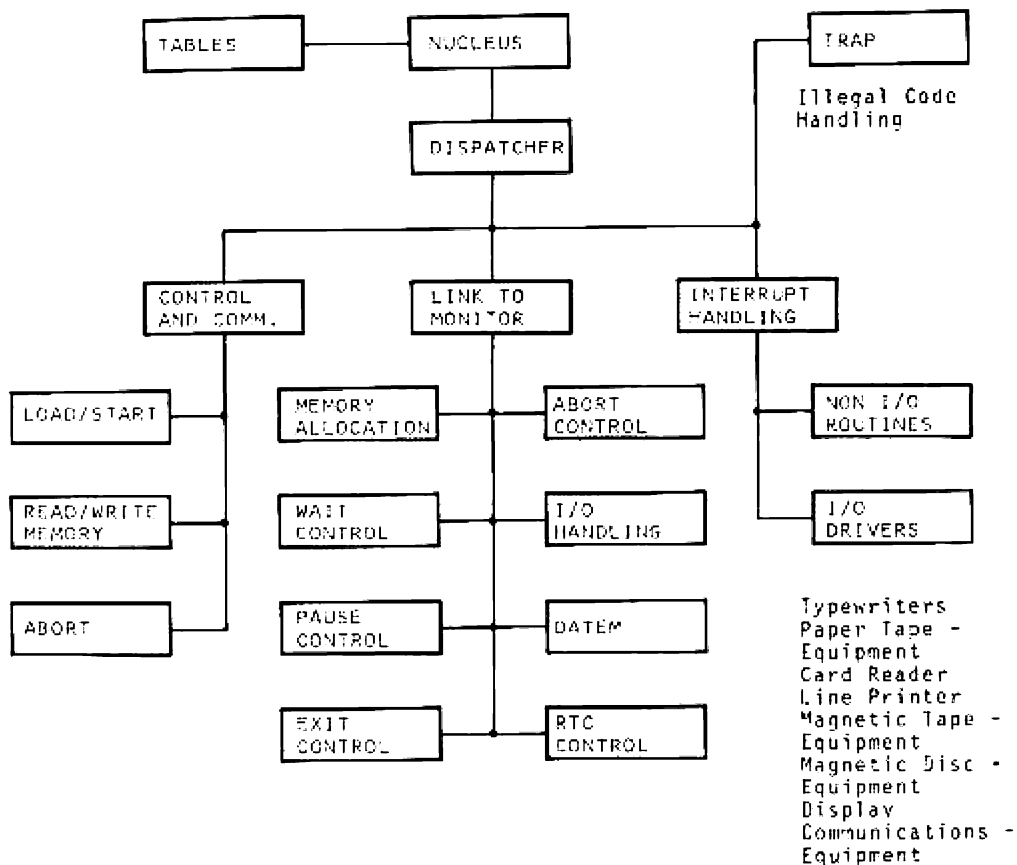 TABLES
NUCLEUS
TRAP
Illegal Code
Handling
DISPATCHER
CONTROL
AND COMM.
LINK TO
MONITOR
INTERRUPT
HANDLING
LOAD/START
MEMORY
ALLOCATION
ABORT
CONTROL
NON I/O
ROUTINES
READ/WRITE
MEMORY
WAIT
CONTROL
I/O
HANDLING
I/O
DRIVERS
ABORT
PAUSE
CONTROL
DATEM
EXIT
CONTROL
RTC
CONTROL
Typewriters
Paper Tape -
Equipment
Card Reader
Line Printer
Magnetic Tape -
Equipment
Magnetic Disc -
Equipment
Display
Communications -
Equipment